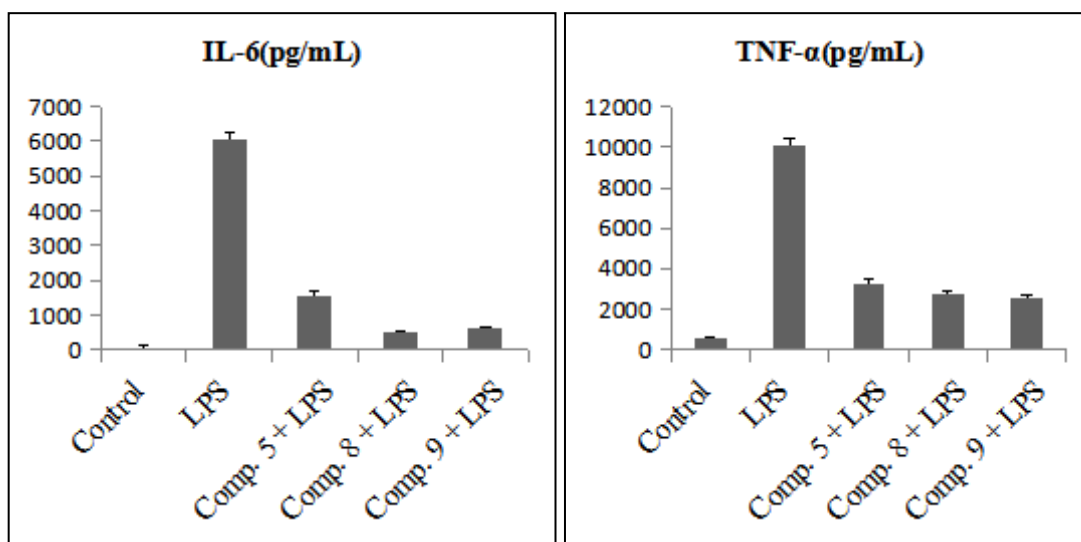 IL-6(pg/mL)
7000
6000
5000
4000
3000
2000
1000
0
Control
LPS
Comp. 5 + LPS
Comp. 8 + LPS
Comp. 9 + LPS
TNF-α(pg/mL)
12000
10000
8000
6000
4000
2000
0
Control
LPS
Comp. 5 + LPS
Comp. 8 + LPS
Comp. 9 + LPS